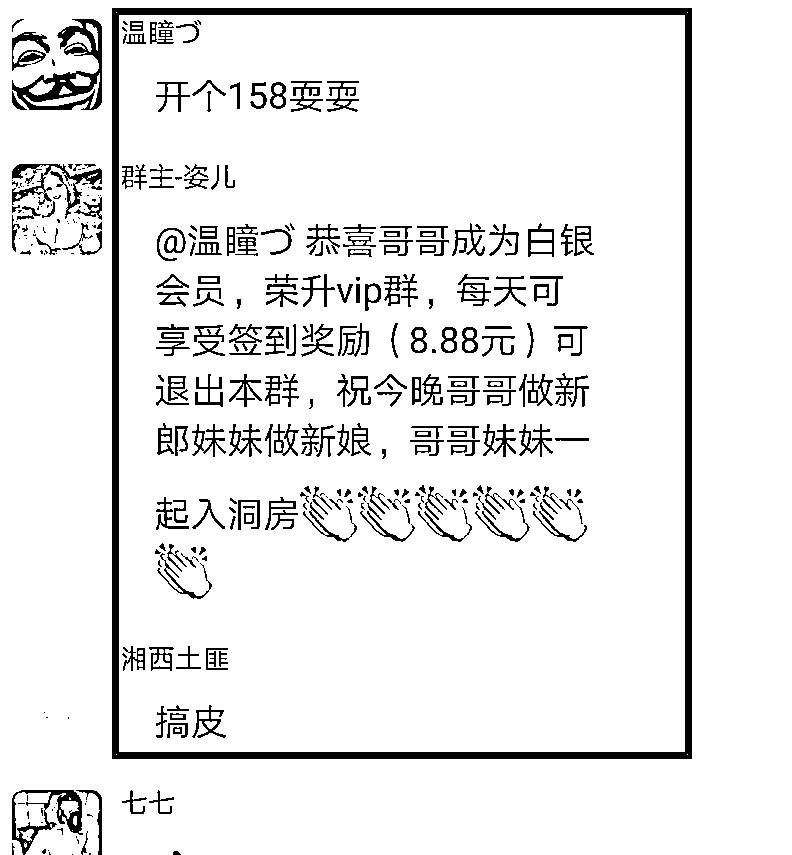 温瞳づ
开个158耍耍
群主-姿儿
@温瞳づ 恭喜哥哥成为白银
会员，荣升vip群，每天可
享受签到奖励（8.88元）可
退出本群，祝今晚哥哥做新
郎妹妹做新娘，哥哥妹妹一
起入洞房👏👏👏👏👏
👏
湘西土匪
搞皮
七七